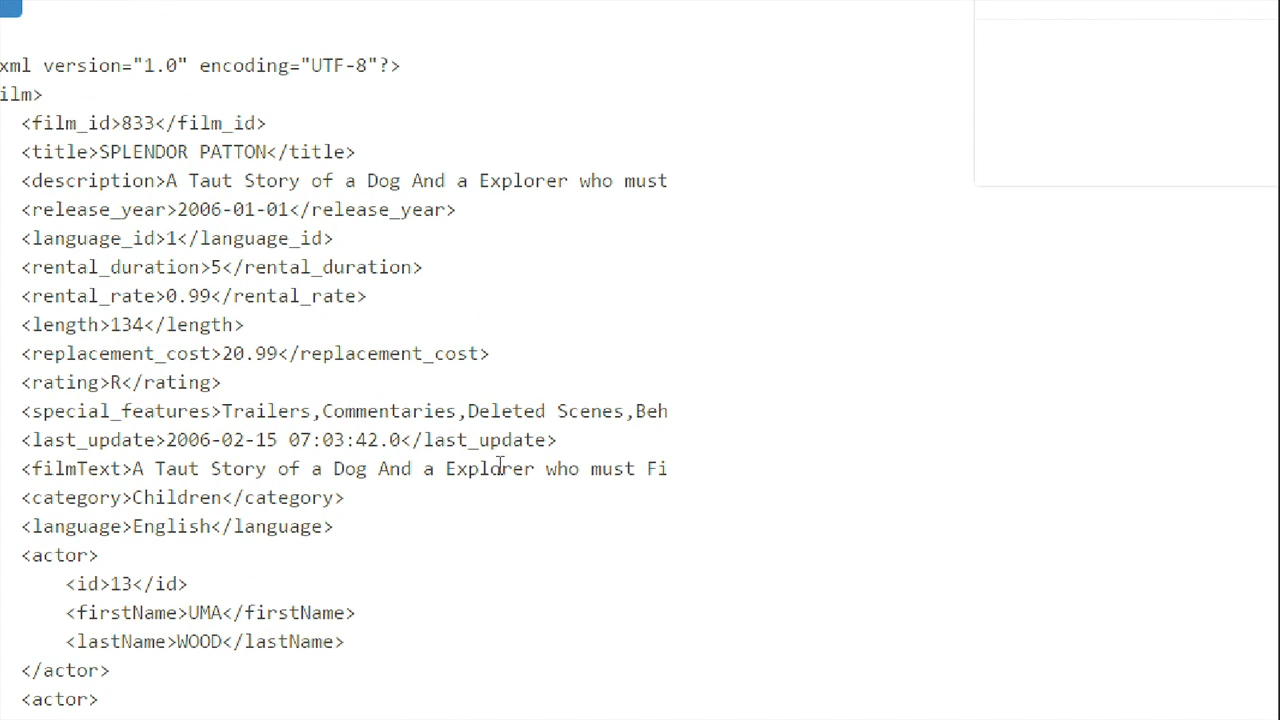 xml version="1.0" encoding="UTF-8"?>
ilm>
<film_id>833</film_id>
<title>SPLENDOR PATTON</title>
<description>A Taut Story of a Dog And a Explorer who must
<release_year>2006-01-01</release_year>
<language_id>1</language_id>
<rental_duration>5</rental_duration>
<rental_rate>0.99</rental_rate>
<length>134</length>
<replacement_cost>20.99</replacement_cost>
<rating>R</rating>
<special_features>Trailers,Commentaries,Deleted Scenes,Beh
<last_update>2006-02-15 07:03:42.0</last_update>
<filmText>A Taut Story of a Dog And a Explorer who must Fi
<category>Children</category>
<language>English</language>
<actor>
<id>13</id>
<firstName>UMA</firstName>
<lastName>WOOD</lastName>
</actor>
<actor>